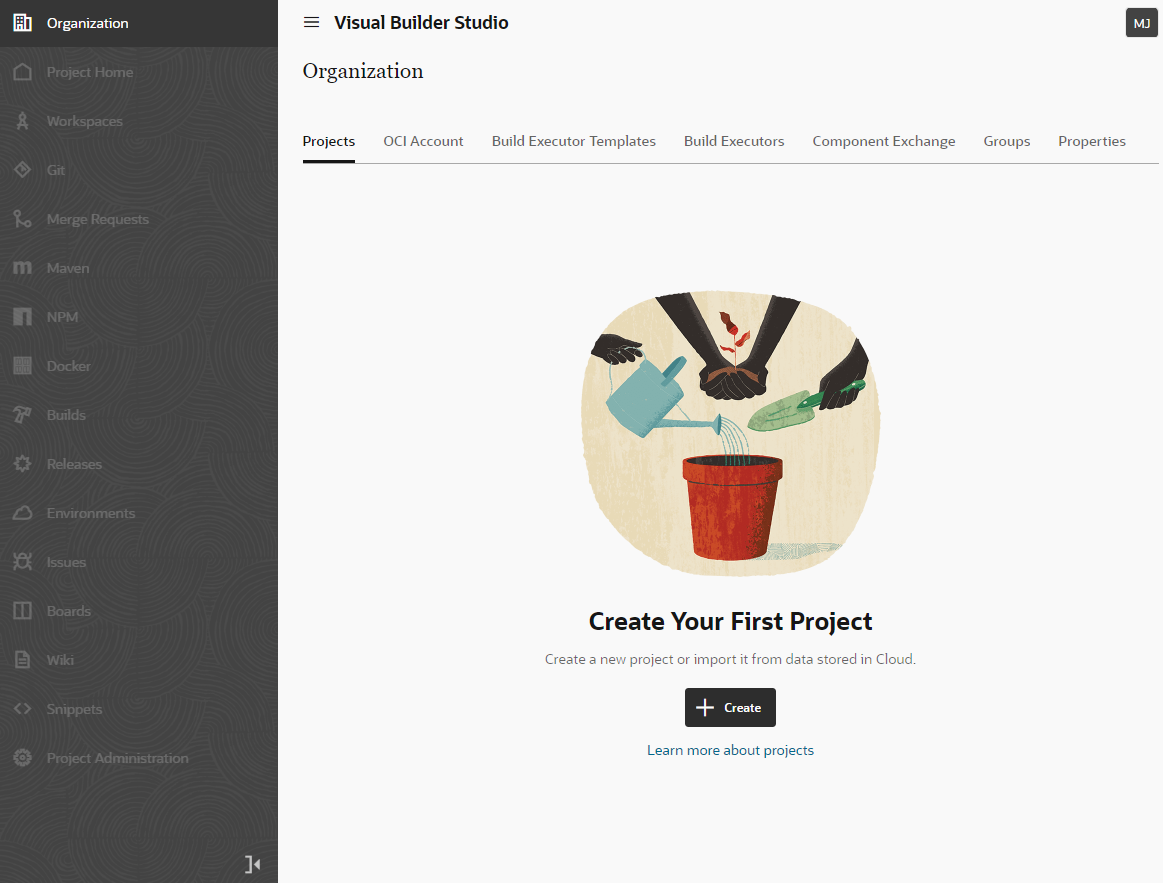 Organization
Project Home
Workspaces
Git
Merge Requests
Maven
NPM
Docker
Builds
Releases
Environments
Issues
Boards
Wiki
Snippets
Project Administration
Visual Builder Studio
MJ
Organization
Projects OCI Account Build Executor Templates Build Executors Component Exchange Groups Properties
Create Your First Project
Create a new project or import it from data stored in Cloud.
Create
Learn more about projects